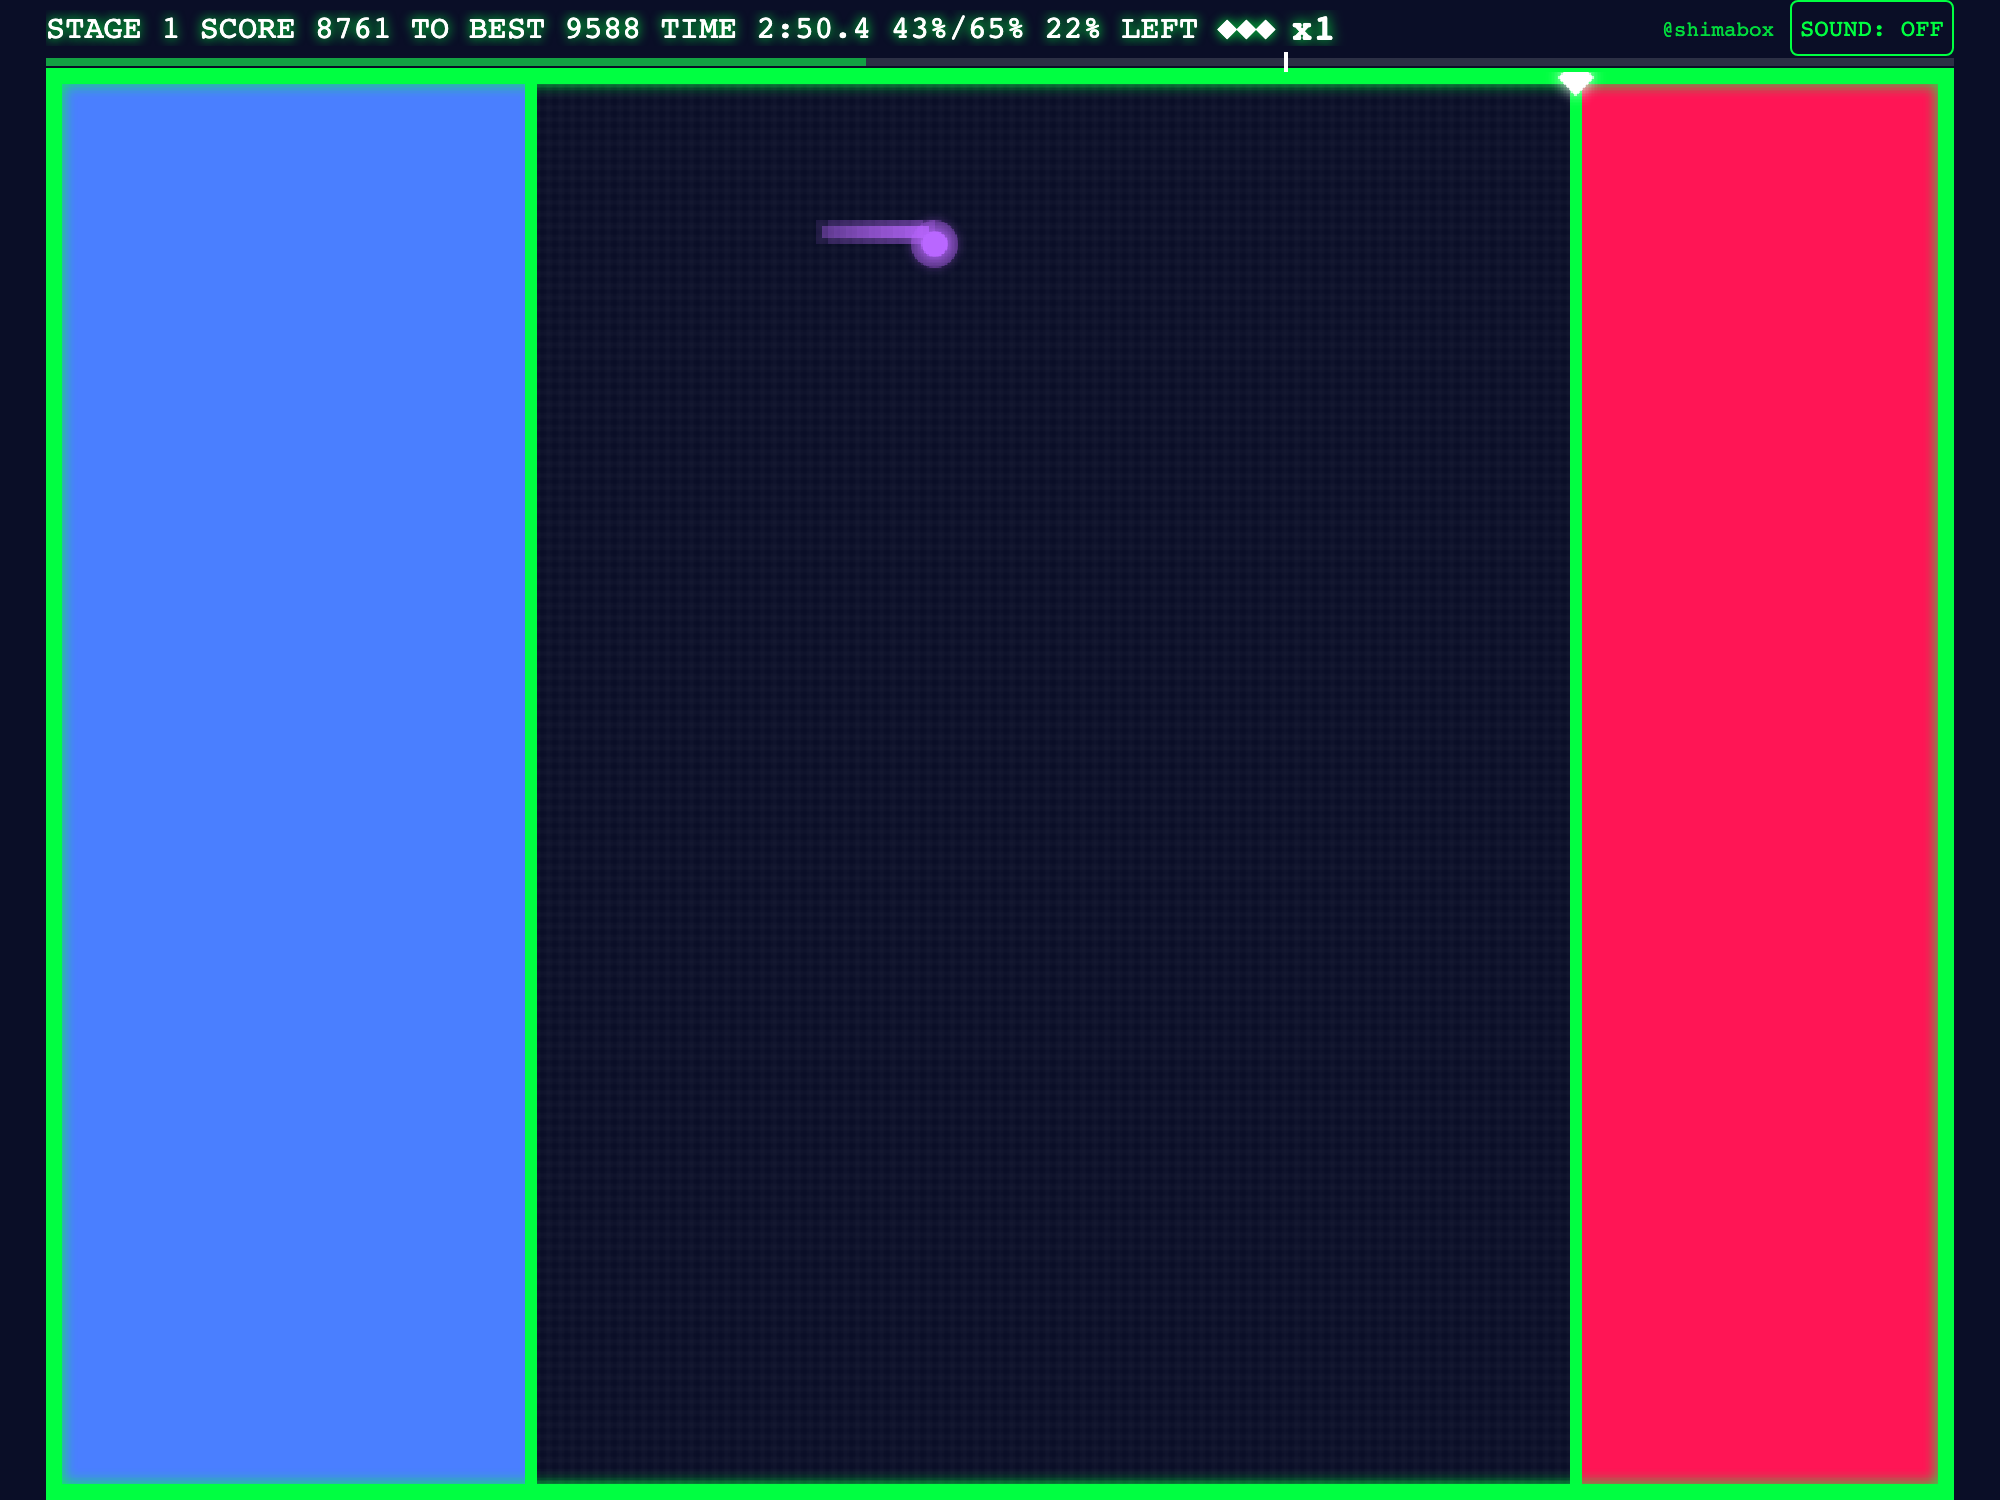 STAGE 1 SCORE 8761 TO BEST 9588 TIME 2:50.4 43%/65% 22% LEFT ◆◆◆ x1 @shimabox SOUND: OFF